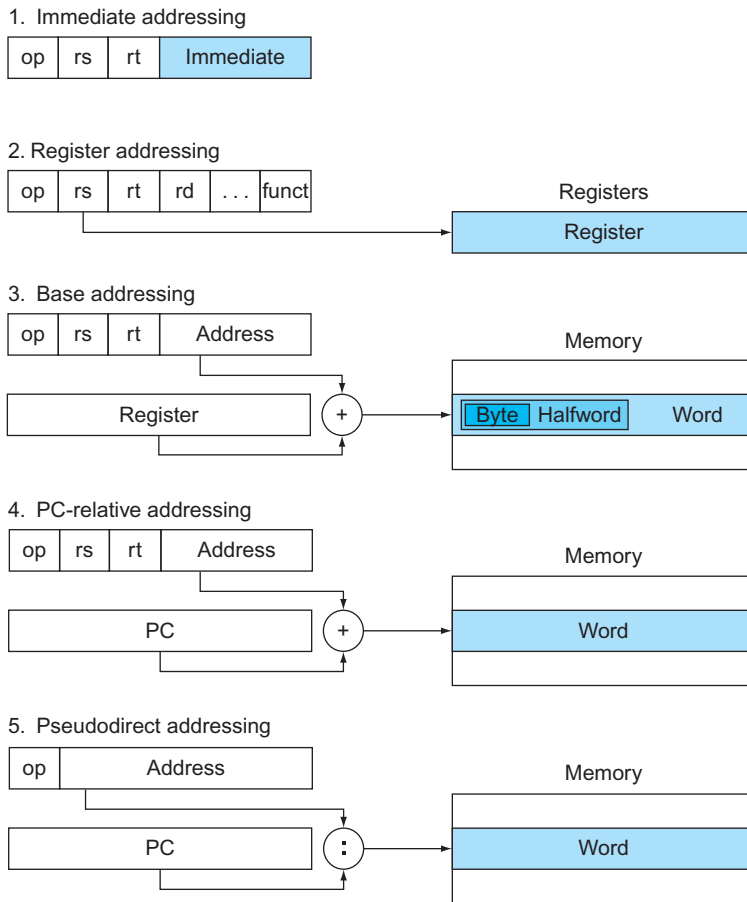 1. Immediate addressing
op rs rt Immediate
2. Register addressing
op rs rt rd . . . funct
Registers
Register
3. Base addressing
op rs rt Address
Memory
Register + Byte Halfword Word
4. PC-relative addressing
op rs rt Address
Memory
PC + Word
5. Pseudodirect addressing
op Address
Memory
PC : Word